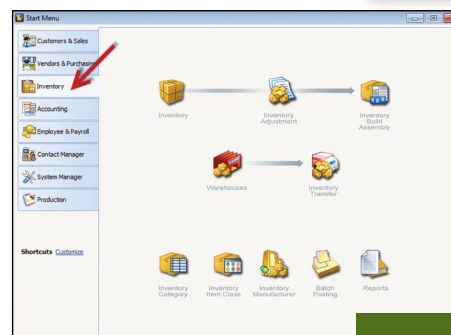 Start Menu
Customers & Sales
Vendors & Purchasing
Inventory
Accounting
Employee & Payroll
Contact Manager
System Manager
Production
Shortcuts Customize
Inventory
Inventory Adjustment
Inventory Build Assembly
Warehouses
Inventory Transfer
Inventory Category
Inventory Item Class
Inventory Manufacturer
Batch Posting
Reports